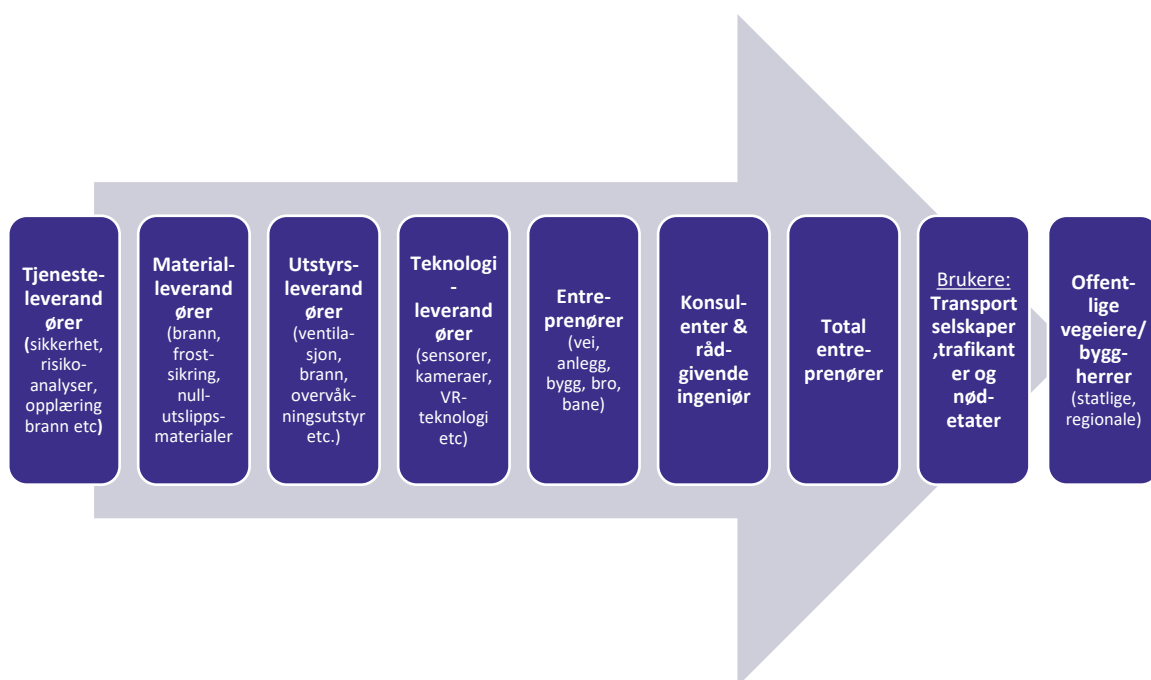 Tjeneste-
leverand
ører
(sikkerhet,
risiko-
analyser,
opplæring
brann etc)
Material-
leverand
ører
(brann,
frost-
sikring,
null-
utslipps-
materialer
Utstyrs-
leverand
ører
(ventila-
sjon,
brann,
overvåk-
ningsutstyr
etc.)
Teknologi
-
leverand
ører
(sensorer,
kameraer,
VR-
teknologi
etc)
Entre-
prenører
(vei,
anlegg,
bygg, bro,
bane)
Konsul-
enter &
råd-
givende
ingeniør
Total
entre-
prenører
Brukere:
Transport
selskaper
,trafikant
er og
nød-
etater
Offent-
lige
vegeiere/
bygg-
herrer
(statlige,
regionale)